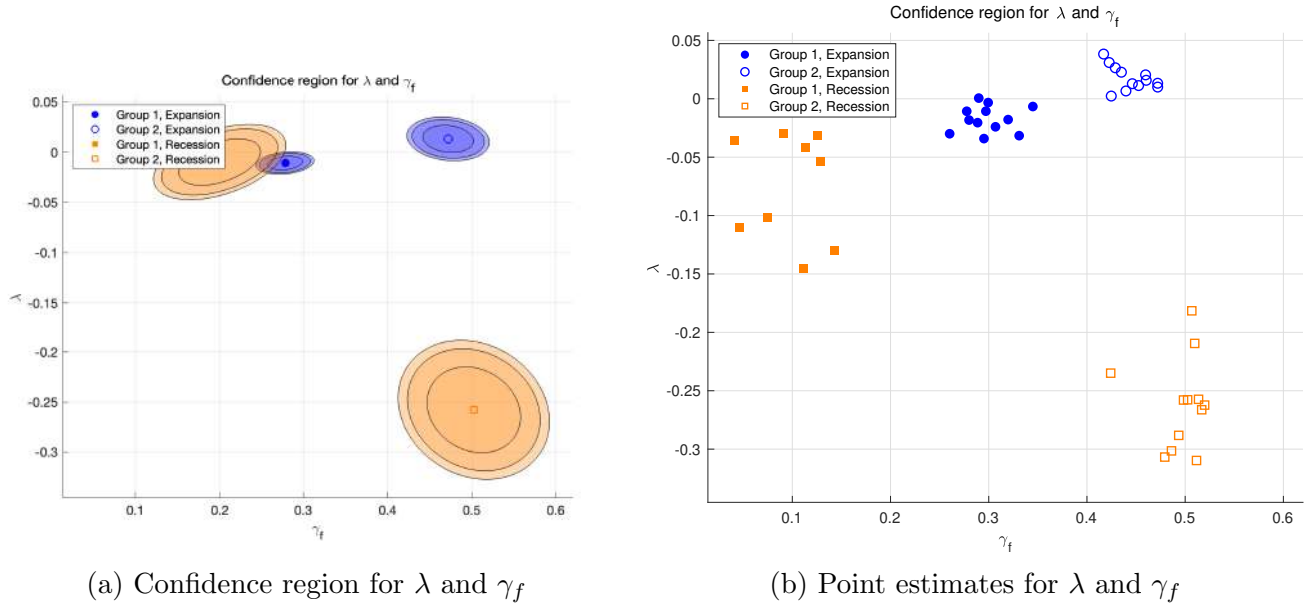 Confidence region for λ and γf
Group 1, Expansion
Group 2, Expansion
Group 1, Recession
Group 2, Recession
0.05
0
-0.05
-0.1
-0.15
-0.2
-0.25
-0.3
λ
0.1 0.2 0.3 0.4 0.5 0.6
γf
(a) Confidence region for λ and γf
Confidence region for λ and γf
Group 1, Expansion
Group 2, Expansion
Group 1, Recession
Group 2, Recession
0.05
0
-0.05
-0.1
-0.15
-0.2
-0.25
-0.3
λ
0.1 0.2 0.3 0.4 0.5 0.6
γf
(b) Point estimates for λ and γf